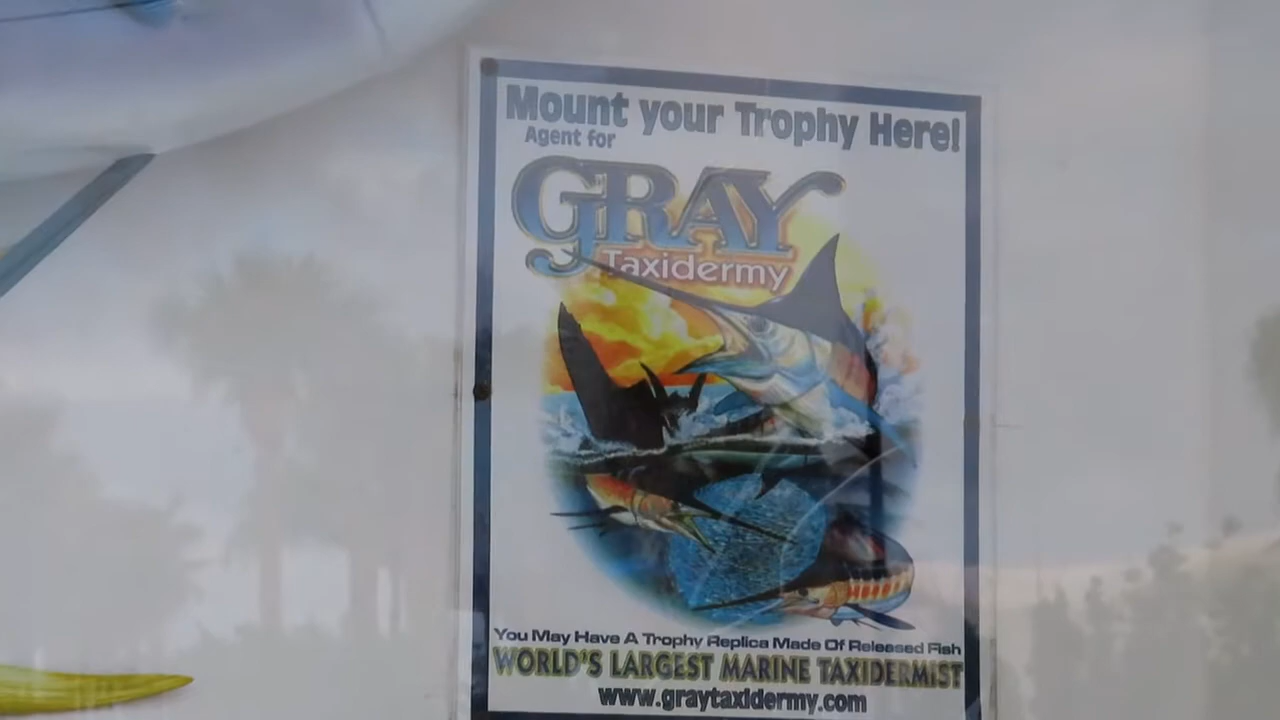 Mount your Trophy Here!
Agent for
GRAY
Taxidermy
You May Have A Trophy Replica Made Of Released Fish
WORLD'S LARGEST MARINE TAXIDERMIST
www.graytaxidermy.com